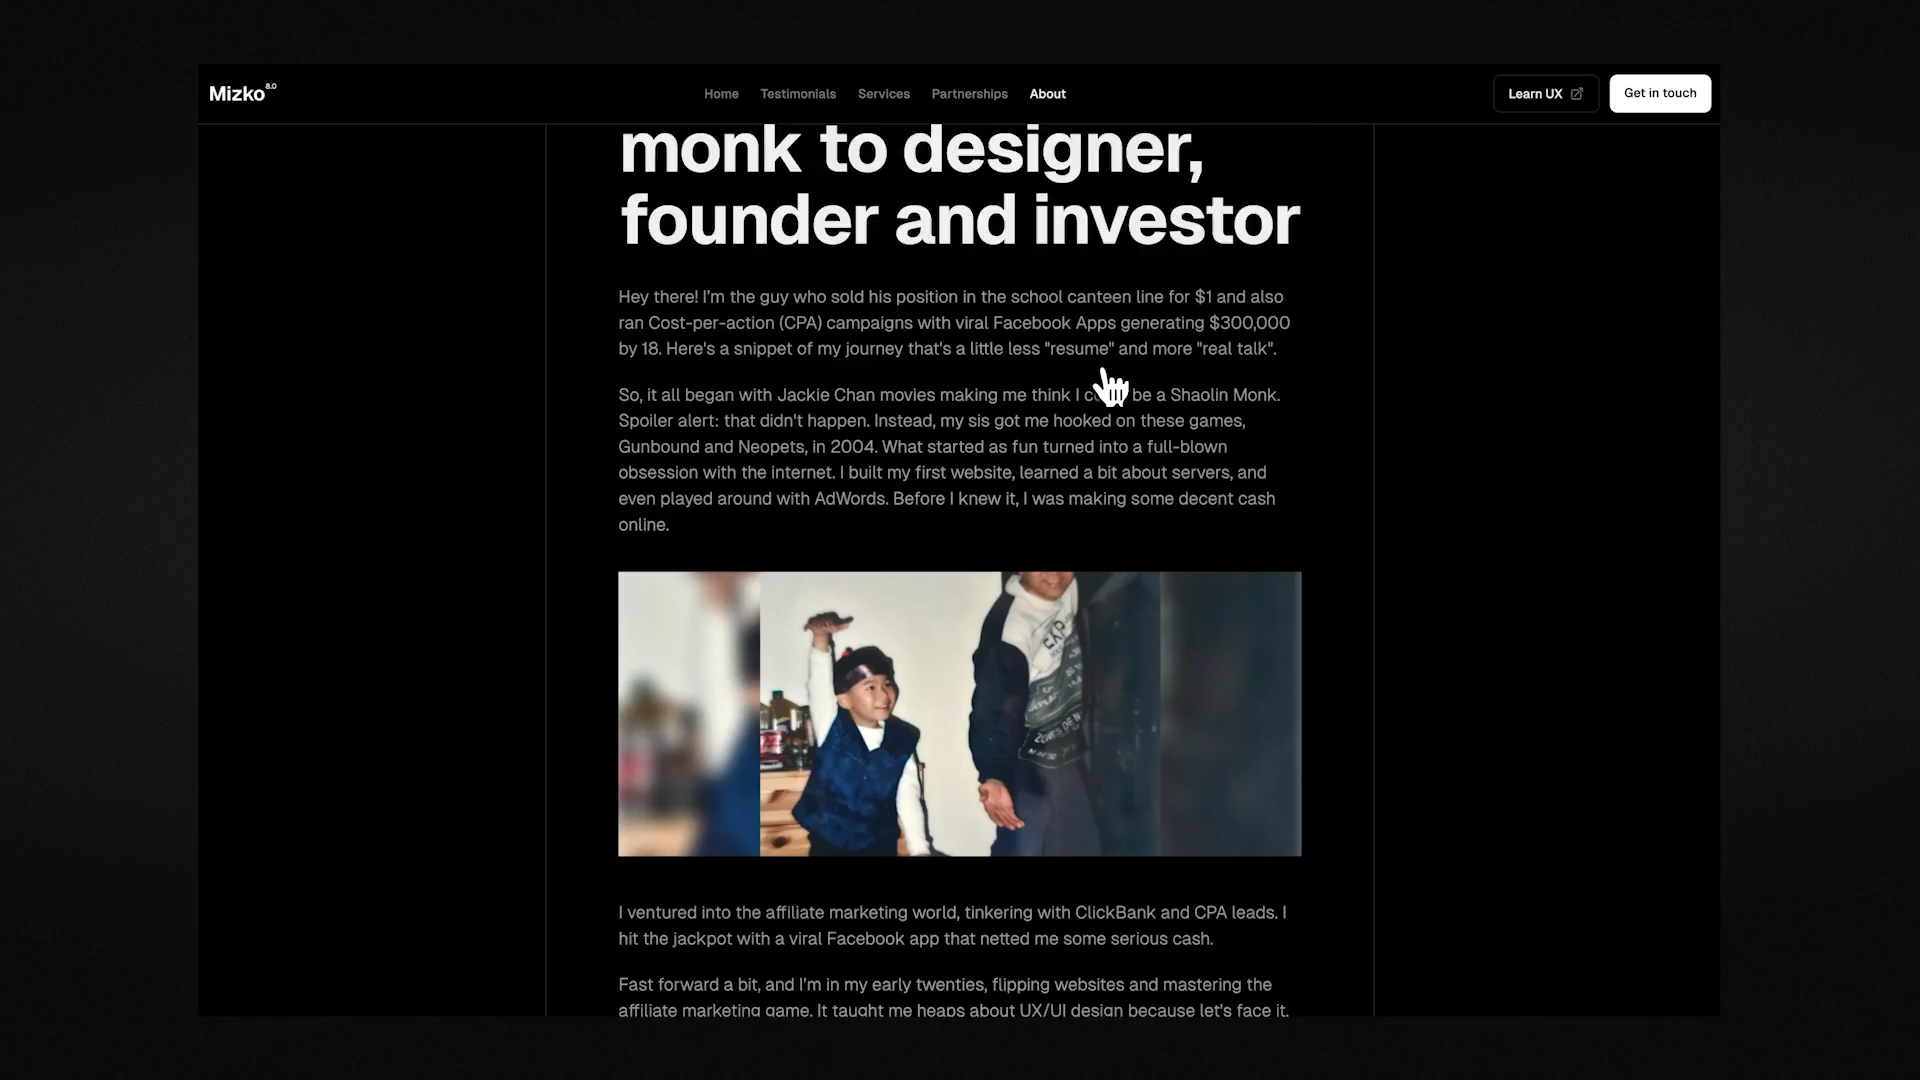 Mizko 8.0
Home Testimonials Services Partnerships About
Learn UX
Get in touch
monk to designer,
founder and investor
Hey there! I'm the guy who sold his position in the school canteen line for $1 and also
ran Cost-per-action (CPA) campaigns with viral Facebook Apps generating $300,000
by 18. Here's a snippet of my journey that's a little less "resume" and more "real talk".
So, it all began with Jackie Chan movies making me think I be a Shaolin Monk.
Spoiler alert: that didn't happen. Instead, my sis got me hooked on these games,
Gunbound and Neopets, in 2004. What started as fun turned into a full-blown
obsession with the internet. I built my first website, learned a bit about servers, and
even played around with AdWords. Before I knew it, I was making some decent cash
online.
I ventured into the affiliate marketing world, tinkering with ClickBank and CPA leads. I
hit the jackpot with a viral Facebook app that netted me some serious cash.
Fast forward a bit, and I'm in my early twenties, flipping websites and mastering the
affiliate marketing game. It taught me heaps about UX/UI design because let's face it,